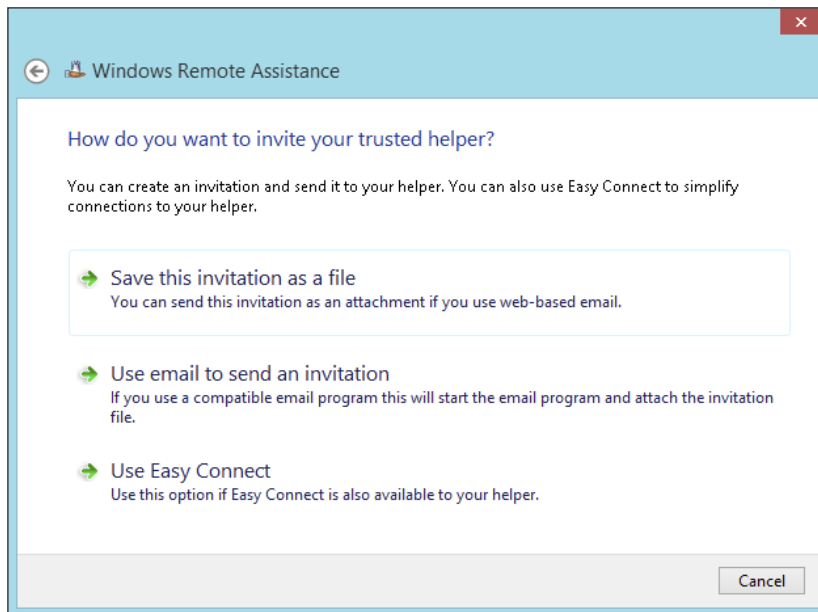 Windows Remote Assistance
How do you want to invite your trusted helper?
You can create an invitation and send it to your helper. You can also use Easy Connect to simplify
connections to your helper.
Save this invitation as a file
You can send this invitation as an attachment if you use web-based email.
Use email to send an invitation
If you use a compatible email program this will start the email program and attach the invitation
file.
Use Easy Connect
Use this option if Easy Connect is also available to your helper.
Cancel